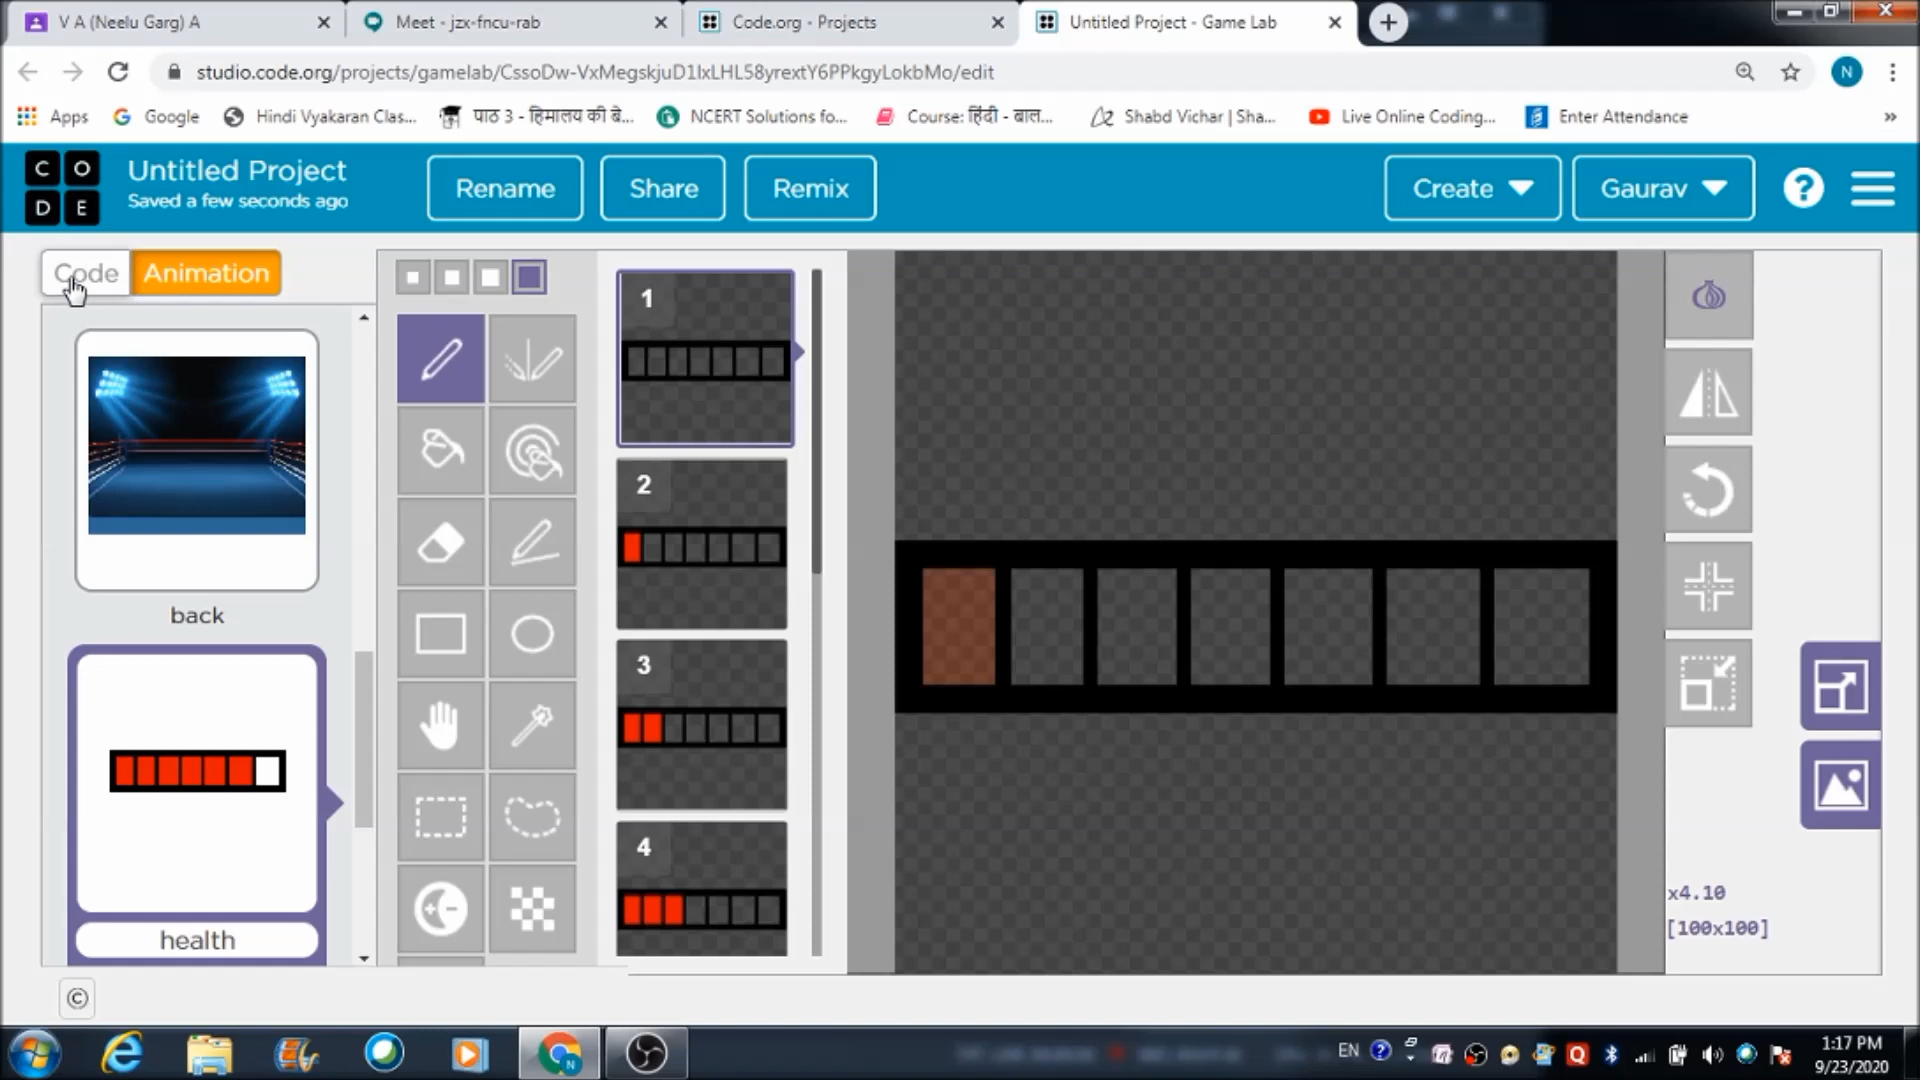 V A (Neelu Garg) A
Meet - jzx-fncu-rab
Code.org - Projects
Untitled Project - Game Lab
studio.code.org/projects/gamelab/CssoDw-VxMegskjuD1lxLHL58yrextY6PPkgyLokbMo/edit
N
Apps
Google
Hindi Vyakaran Clas...
पाठ 3 - हिमालय की बे...
NCERT Solutions fo...
Course: हिंदी - बाल...
Shabd Vichar | Sha...
Live Online Coding...
Enter Attendance
»
C O
D E
Untitled Project
Saved a few seconds ago
Rename
Share
Remix
Create
Gaurav
?
Code
Animation
back
health
1
2
3
4
x4.10
[100x100]
©
EN
1:17 PM
9/23/2020